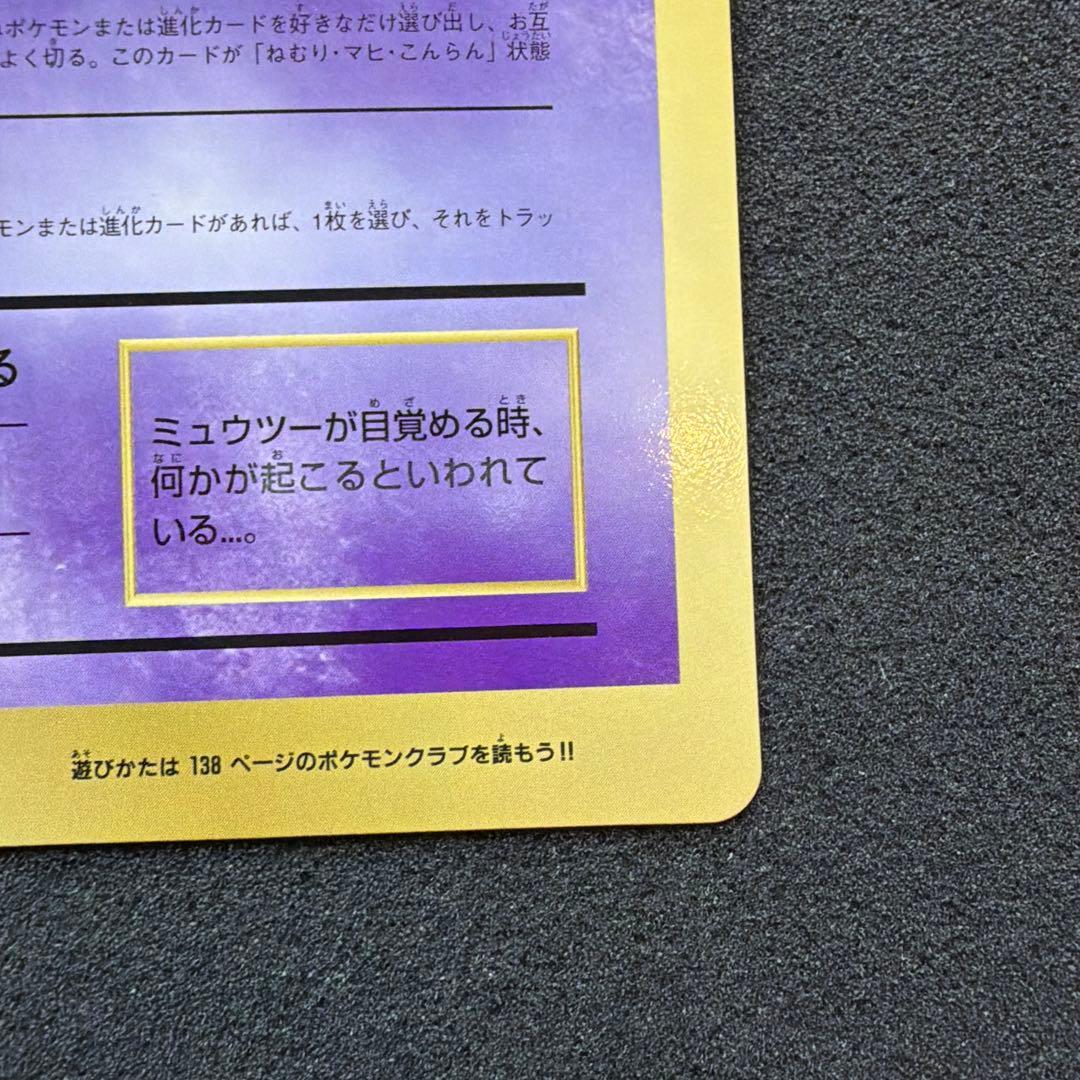 ポケモンまたは進化カードを好きなだけ選び出し、お互
よく切る。このカードが「ねむり・マヒ・こんらん」状態
モンまたは進化カードがあれば、1枚を選び、それをトラッ
る
ミュウツーが目覚める時、
何かが起こるといわれて
いる...。
遊びかたは 138 ページのポケモンクラブを読もう!!